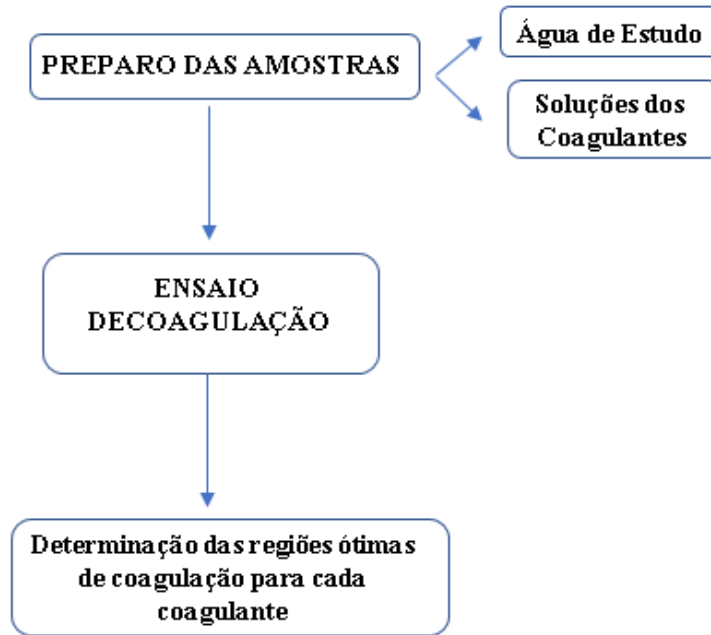 PREPARO DAS AMOSTRAS
Água de Estudo
Soluções dos
Coagulantes
ENSAIO
DECOAGULAÇÃO
Determinação das regiões ótimas
de coagulação para cada
coagulante